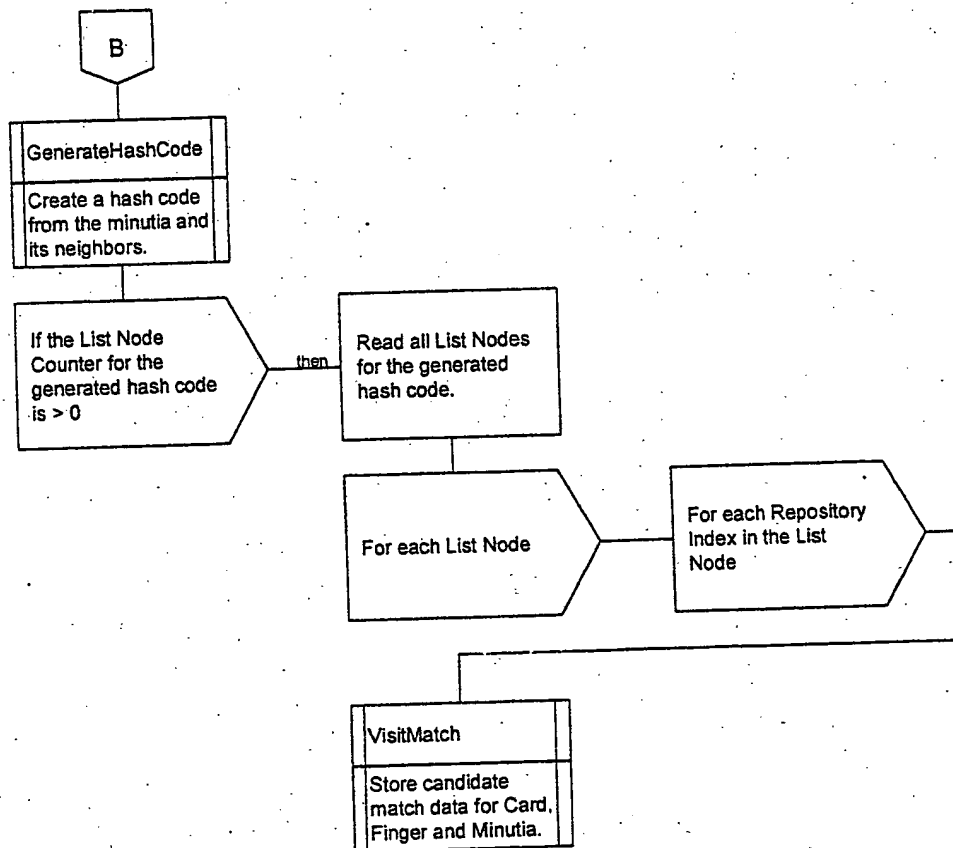 B
GenerateHashCode
Create a hash code
from the minutia and
its neighbors.
If the List Node
Counter for the
generated hash code
is > 0
then
Read all List Nodes
for the generated
hash code.
For each List Node
For each Repository
Index in the List
Node
VisitMatch
Store candidate
match data for Card,
Finger and Minutia.